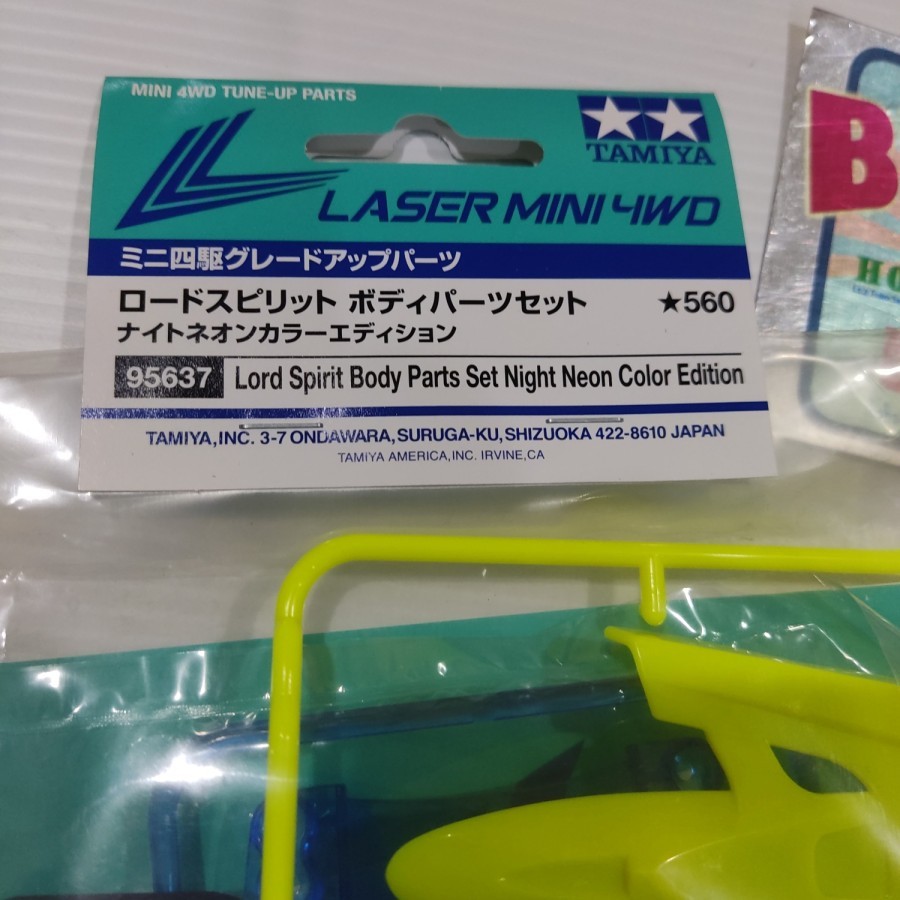 MINI 4WD TUNE-UP PARTS
TAMIYA
LASER MINI 4WD
ミニ四駆グレードアップパーツ
ロードスピリット ボディパーツセット ★560
ナイトネオンカラーエディション
95637 Lord Spirit Body Parts Set Night Neon Color Edition
TAMIYA,INC. 3-7 ONDAWARA,SURUGA-KU,SHIZUOKA 422-8610 JAPAN
TAMIYA AMERICA,INC. IRVINE,CA
B
HO